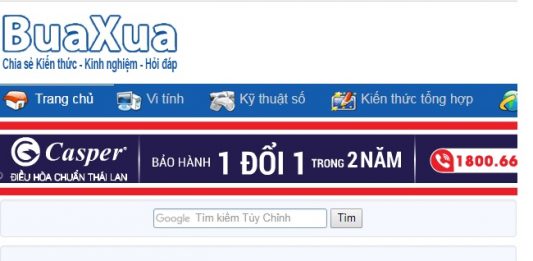 BuaXua
Chia sẻ Kiến thức - Kinh nghiệm - Hỏi đáp
Trang chủ Vi tính Kỹ thuật số Kiến thức tổng hợp
Casper BẢO HÀNH 1 ĐỔI 1 TRONG 2 NĂM 1800.66
ĐIỀU HÒA CHUẨN THÁI LAN
Google Tìm kiếm Tùy Chỉnh Tìm